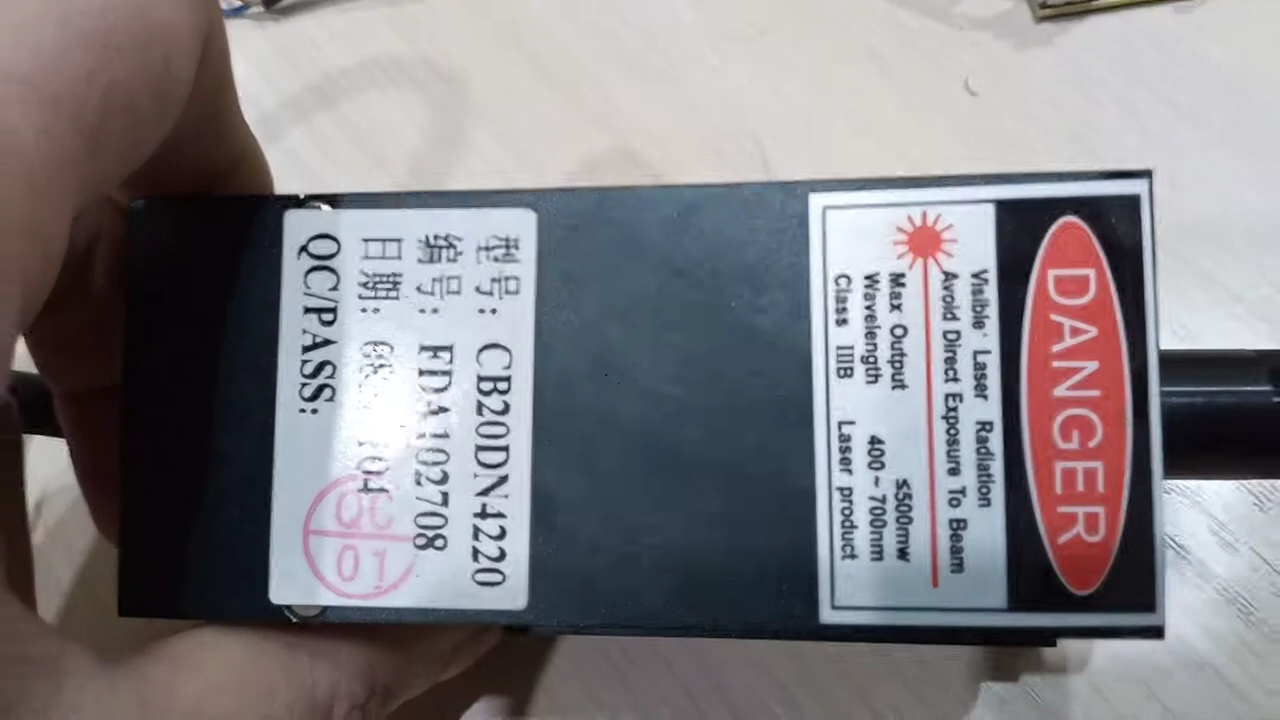 DANGER
Visible Laser Radiation
Avoid Direct Exposure To Beam
Max Output ≤500mw
Wavelength 400~700nm
Class IIIB Laser product
型号: CB20DN4220
编号: FDA102708
日期:
QC/PASS:
QC
01